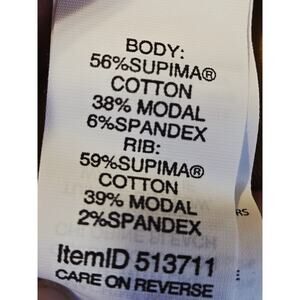 BODY:
56%SUPIMA®
COTTON
38% MODAL
6%SPANDEX
RIB:
59%SUPIMA®
COTTON
39% MODAL
2%SPANDEX
ItemID 513711
CARE ON REVERSE